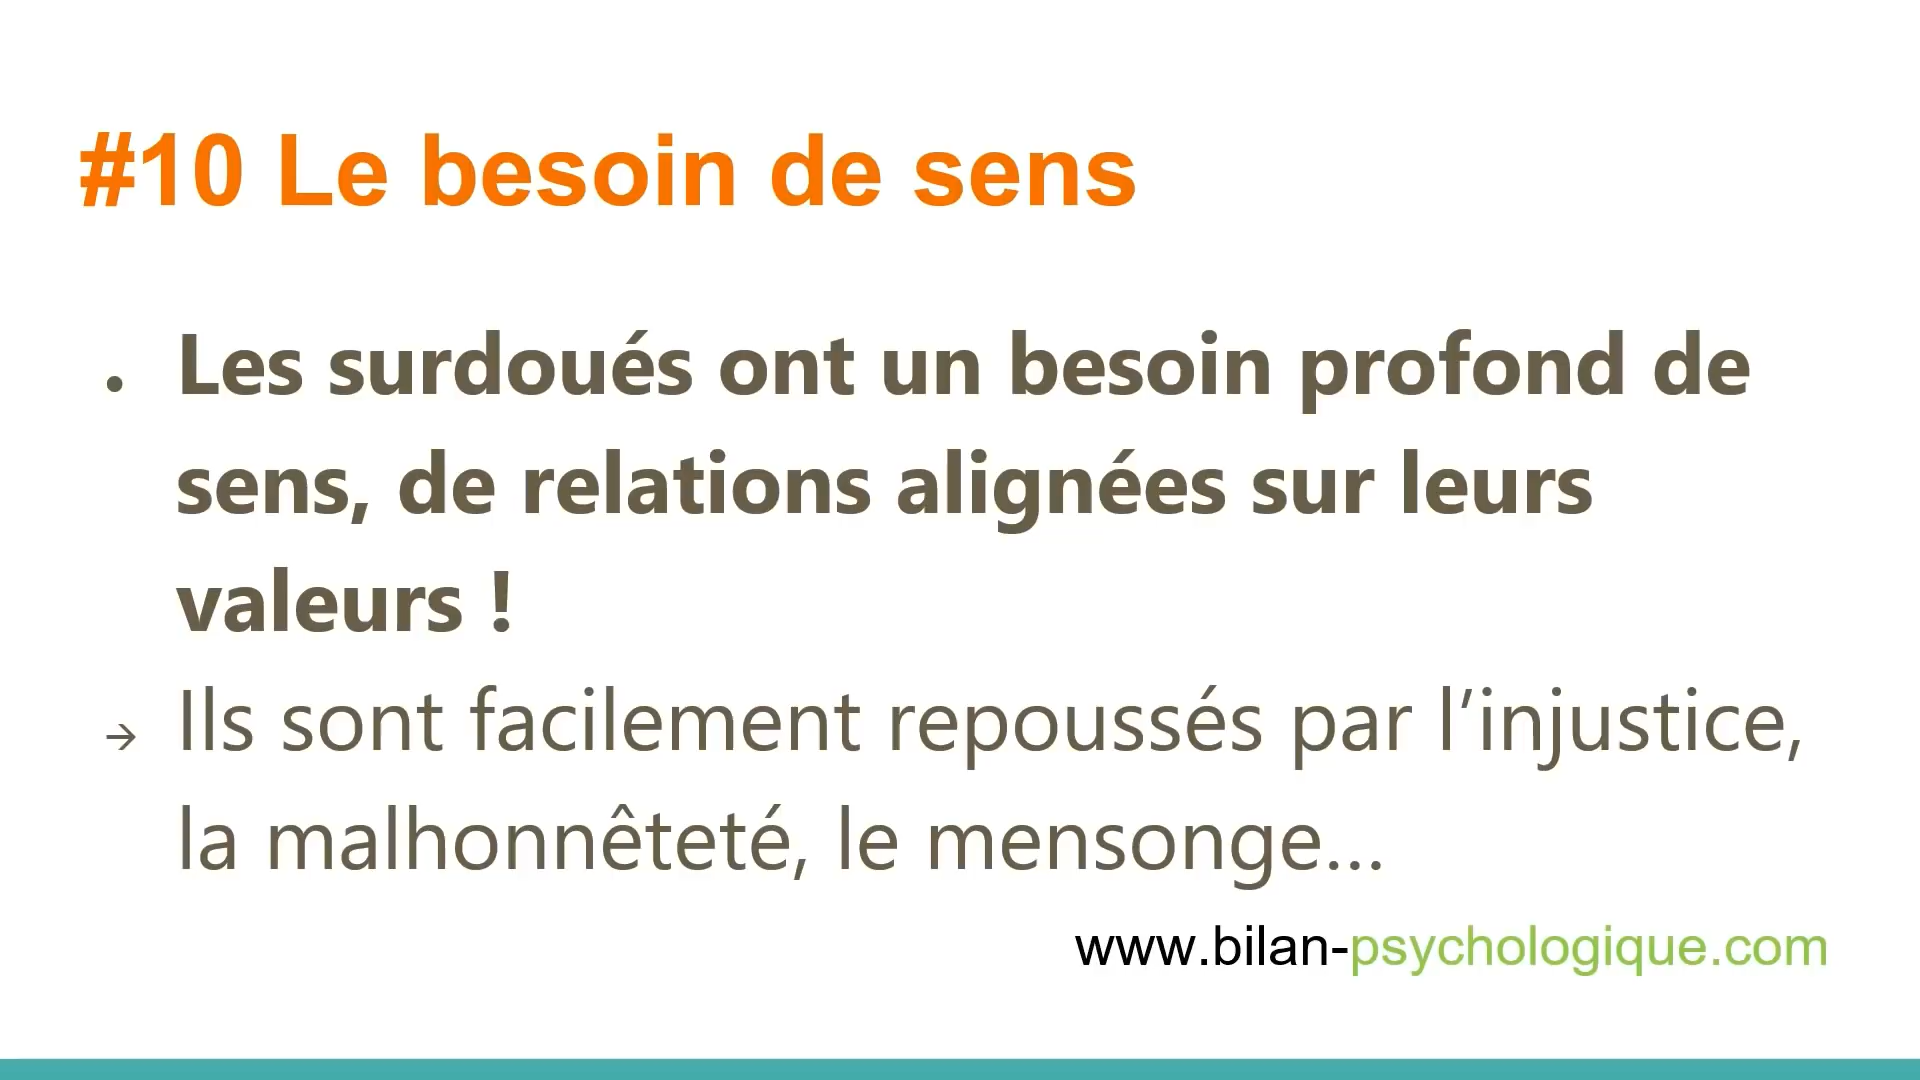 #10 Le besoin de sens
• Les surdoués ont un besoin profond de
sens, de relations alignées sur leurs
valeurs !
→ Ils sont facilement repoussés par l’injustice,
la malhonnêteté, le mensonge…
www.bilan-psychologique.com